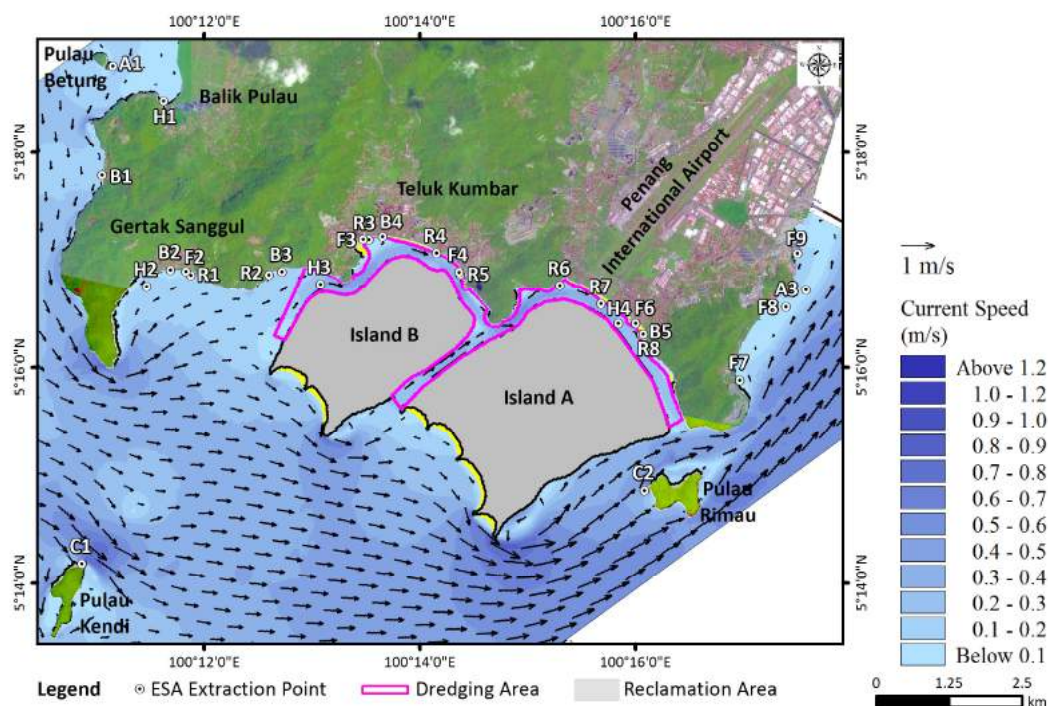 100°12'0"E 100°14'0"E 100°16'0"E
Pulau
Betung
A1
H1
Balik Pulau
5°18'0"N
5°18'0"N
B1
Teluk Kumbar
Penang
International Airport
Gertak Sanggul
R3
B4
F3
R4
F4
F9
B2
F2
H2
R1
R2
B3
H3
R5
R6
R7
H4
F6
B5
R8
A3
F8
1 m/s
Current Speed
(m/s)
Above 1.2
1.0 - 1.2
0.9 - 1.0
0.8 - 0.9
0.7 - 0.8
0.6 - 0.7
0.5 - 0.6
0.4 - 0.5
0.3 - 0.4
0.2 - 0.3
0.1 - 0.2
Below 0.1
Island B
5°16'0"N
5°16'0"N
F7
Island A
C2
Pulau
Rimau
C1
5°14'0"N
5°14'0"N
Pulau
Kendi
100°12'0"E 100°14'0"E 100°16'0"E
Legend ESA Extraction Point Dredging Area Reclamation Area
0 1.25 2.5
km